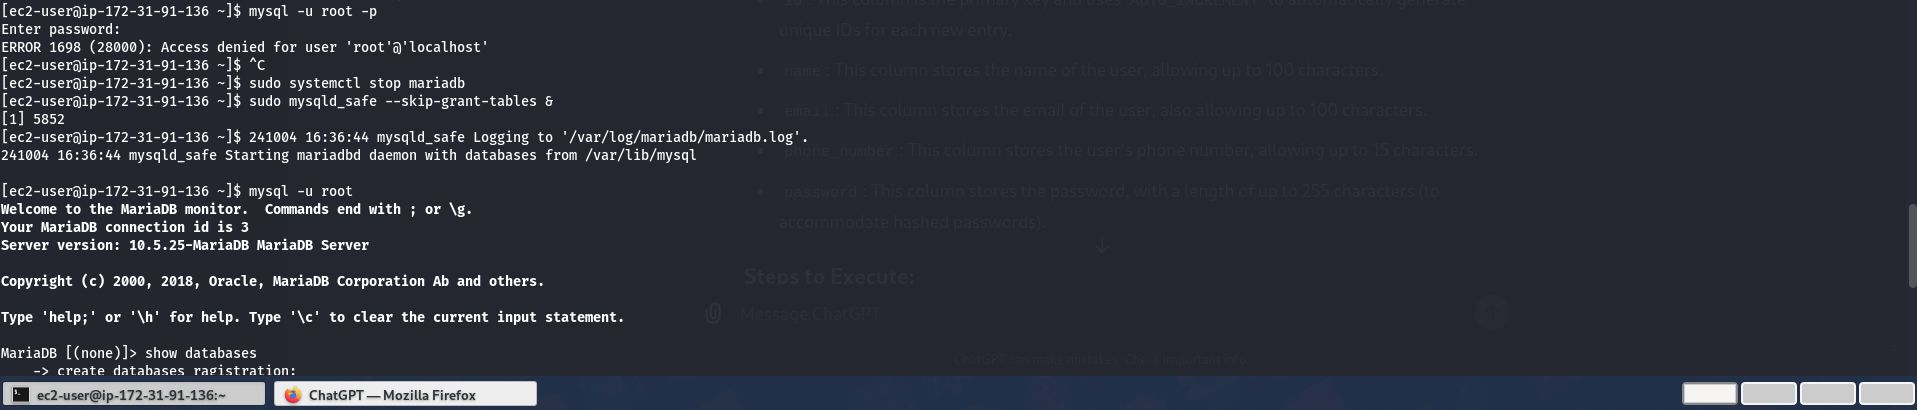 [ec2-user@ip-172-31-91-136 ~]$ mysql -u root -p
Enter password:
ERROR 1698 (28000): Access denied for user 'root'@'localhost'
[ec2-user@ip-172-31-91-136 ~]$ ^C
[ec2-user@ip-172-31-91-136 ~]$ sudo systemctl stop mariadb
[ec2-user@ip-172-31-91-136 ~]$ sudo mysqld_safe --skip-grant-tables &
[1] 5852
[ec2-user@ip-172-31-91-136 ~]$ 241004 16:36:44 mysqld_safe Logging to '/var/log/mariadb/mariadb.log'.
241004 16:36:44 mysqld_safe Starting mariadbd daemon with databases from /var/lib/mysql
[ec2-user@ip-172-31-91-136 ~]$ mysql -u root
Welcome to the MariaDB monitor.  Commands end with ; or \g.
Your MariaDB connection id is 3
Server version: 10.5.25-MariaDB MariaDB Server
Copyright (c) 2000, 2018, Oracle, MariaDB Corporation Ab and others.
Type 'help;' or '\h' for help. Type '\c' to clear the current input statement.
MariaDB [(none)]> show databases
    -> create databases ragistration;
id : This column is the primary key and uses AUTO_INCREMENT to automatically generate
unique IDs for each new entry.
• name : This column stores the name of the user, allowing up to 100 characters.
• email : This column stores the email of the user, also allowing up to 100 characters.
• phone_number : This column stores the user's phone number, allowing up to 15 characters.
• password : This column stores the password, with a length of up to 255 characters (to
accommodate hashed passwords).
Steps to Execute:
Message ChatGPT
ChatGPT can make mistakes. Check important info.
ec2-user@ip-172-31-91-136:~
ChatGPT — Mozilla Firefox